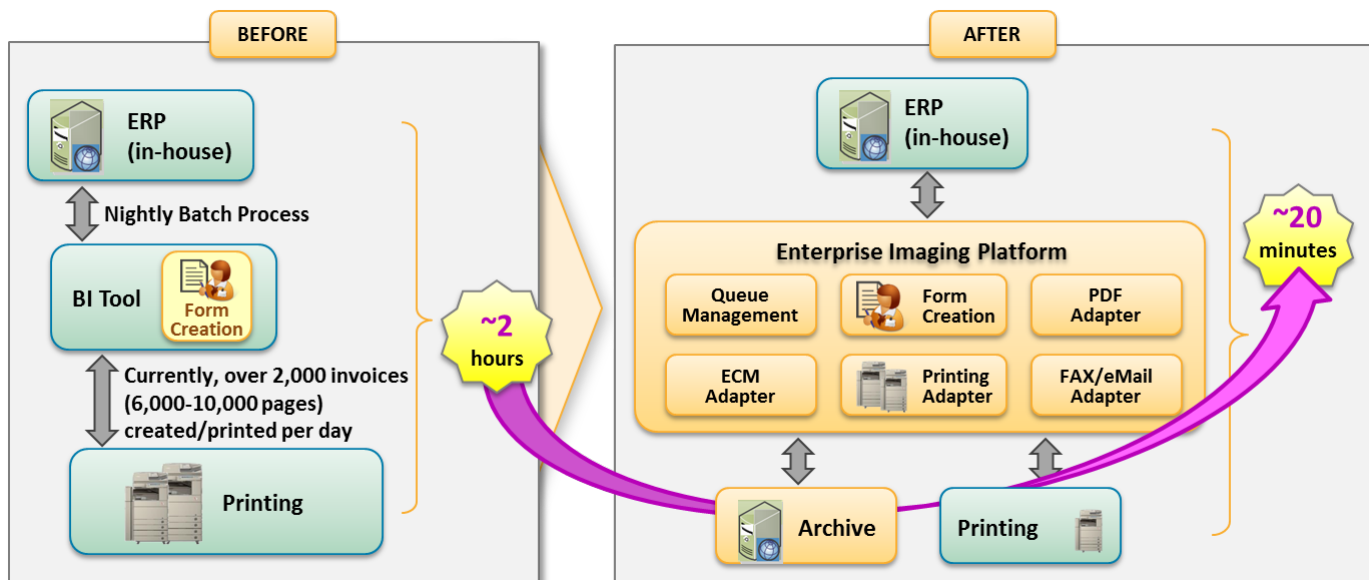 BEFORE
ERP
(in-house)
Nightly Batch Process
BI Tool
Form
Creation
Currently, over 2,000 invoices
(6,000-10,000 pages)
created/printed per day
Printing
~2
hours
AFTER
ERP
(in-house)
Enterprise Imaging Platform
Queue
Management
Form
Creation
PDF
Adapter
ECM
Adapter
Printing
Adapter
FAX/eMail
Adapter
Archive
Printing
~20
minutes